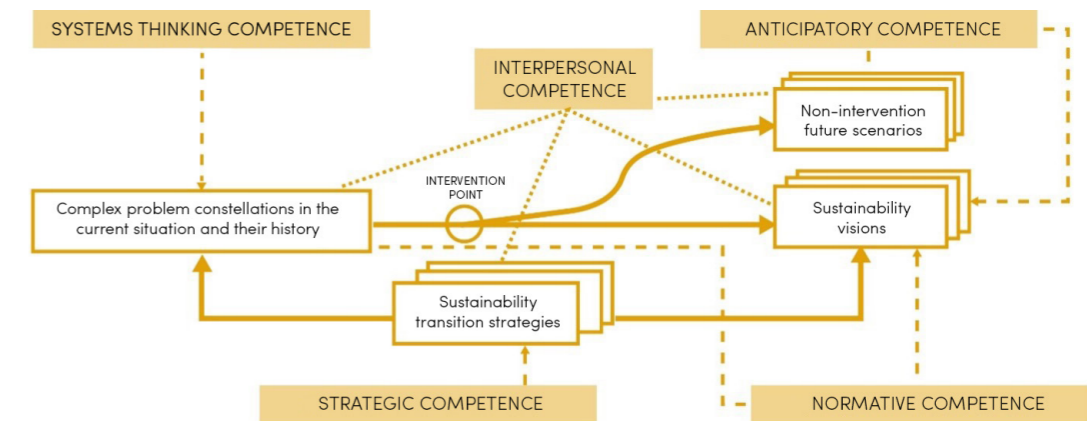 SYSTEMS THINKING COMPETENCE
ANTICIPATORY COMPETENCE
INTERPERSONAL
COMPETENCE
Non-intervention
future scenarios
INTERVENTION
POINT
Complex problem constellations in the
current situation and their history
Sustainability
visions
Sustainability
transition strategies
STRATEGIC COMPETENCE
NORMATIVE COMPETENCE